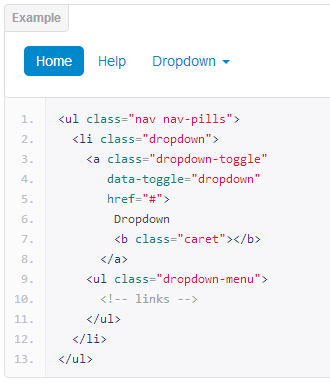 Example
Home Help Dropdown
1. <ul class="nav nav-pills">
2.   <li class="dropdown">
3.     <a class="dropdown-toggle"
4.        data-toggle="dropdown"
5.        href="#">
6.         Dropdown
7.         <b class="caret"></b>
8.       </a>
9.     <ul class="dropdown-menu">
10.       <!-- links -->
11.     </ul>
12.   </li>
13. </ul>